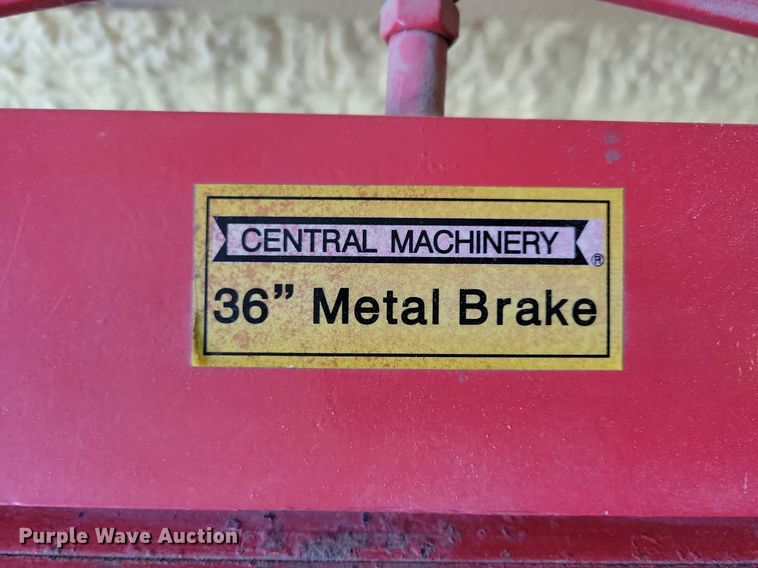 CENTRAL MACHINERY ®
36” Metal Brake
Purple Wave Auction